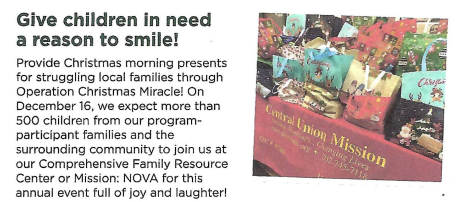 Give children in need
a reason to smile!
Provide Christmas morning presents
for struggling local families through
Operation Christmas Miracle! On
December 16, we expect more than
500 children from our program-
participant families and the
surrounding community to join us at
our Comprehensive Family Resource
Center or Mission: NOVA for this
annual event full of joy and laughter!
Central Union Mission
Changing Lives